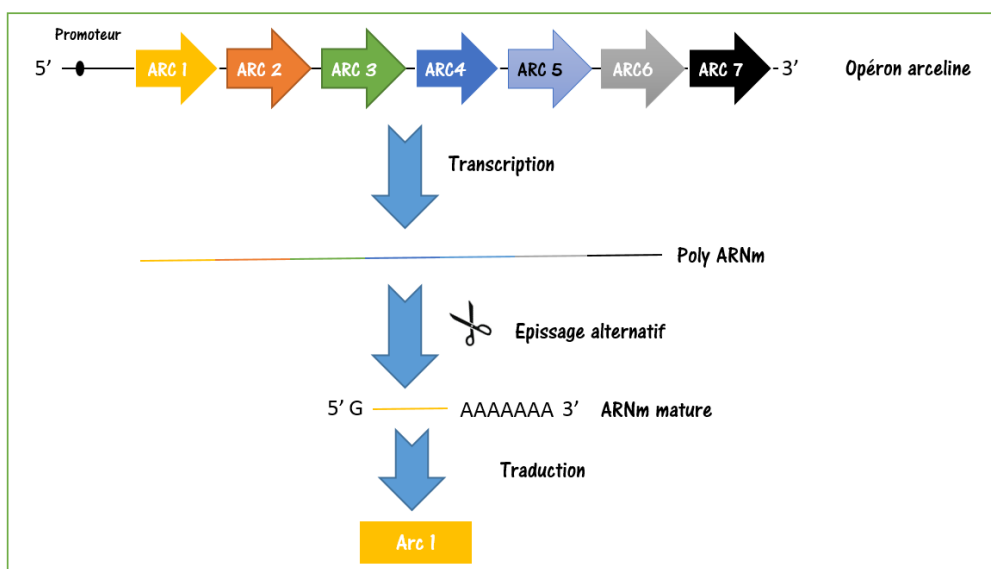 Promoteur
5’ ARC 1 ARC 2 ARC 3 ARC4 ARC 5 ARC6 ARC 7 3’ Opéron arceline
Transcription
Poly ARNm
Epissage alternatif
5’ G AAAAAAA 3’ ARNm mature
Traduction
Arc 1